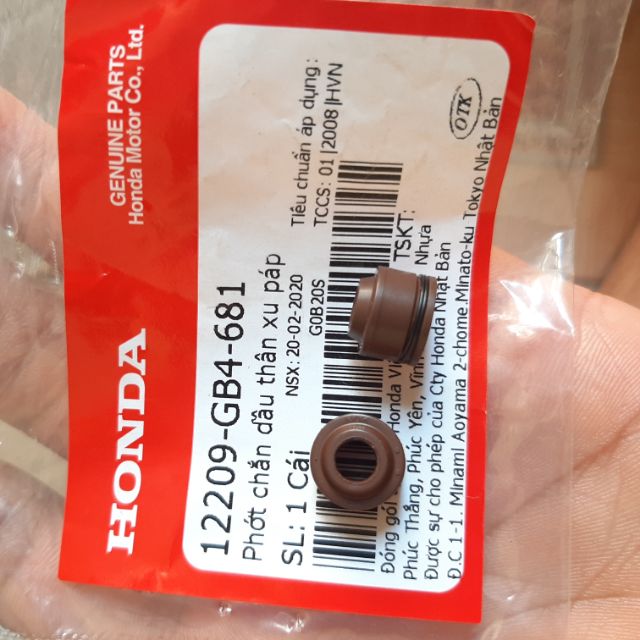 GENUINE PARTS
Honda Motor Co., Ltd.
HONDA
12209-GB4-681
Phớt chắn dầu thân xu páp
SL: 1 Cái
NSX: 20-02-2020
G0B20S
Tiêu chuẩn áp dụng:
TCCS: 01|2008|HVN
TSKT:
Nhựa
Đóng gói
Honda Vi
Phúc Thắng, Phúc Yên, Vĩnh
Được sự cho phép của Cty Honda Nhật Bản
Đ.C 1-1. MInamI Aoyama 2-chome.MInato-ku Tokyo Nhật Bản
OTK